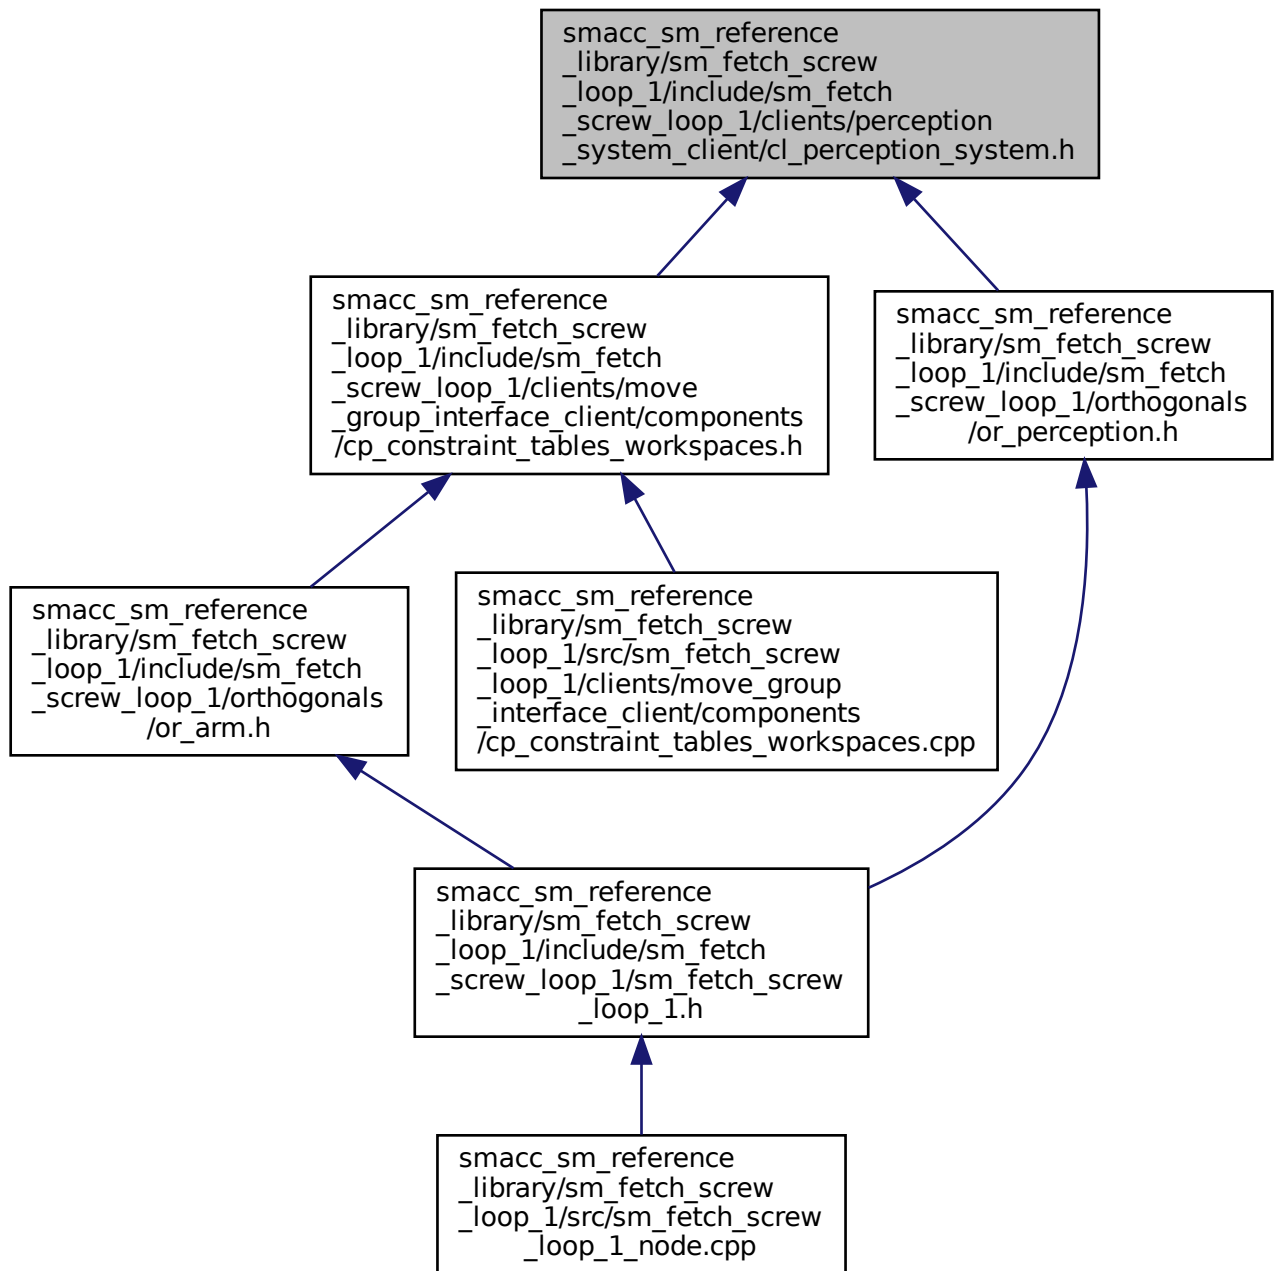 smacc_sm_reference
_library/sm_fetch_screw
_loop_1/include/sm_fetch
_screw_loop_1/clients/perception
_system_client/cl_perception_system.h
smacc_sm_reference
_library/sm_fetch_screw
_loop_1/include/sm_fetch
_screw_loop_1/clients/move
_group_interface_client/components
/cp_constraint_tables_workspaces.h
smacc_sm_reference
_library/sm_fetch_screw
_loop_1/include/sm_fetch
_screw_loop_1/orthogonals
/or_perception.h
smacc_sm_reference
_library/sm_fetch_screw
_loop_1/include/sm_fetch
_screw_loop_1/orthogonals
/or_arm.h
smacc_sm_reference
_library/sm_fetch_screw
_loop_1/src/sm_fetch_screw
_loop_1/clients/move_group
_interface_client/components
/cp_constraint_tables_workspaces.cpp
smacc_sm_reference
_library/sm_fetch_screw
_loop_1/include/sm_fetch
_screw_loop_1/sm_fetch_screw
_loop_1.h
smacc_sm_reference
_library/sm_fetch_screw
_loop_1/src/sm_fetch_screw
_loop_1_node.cpp